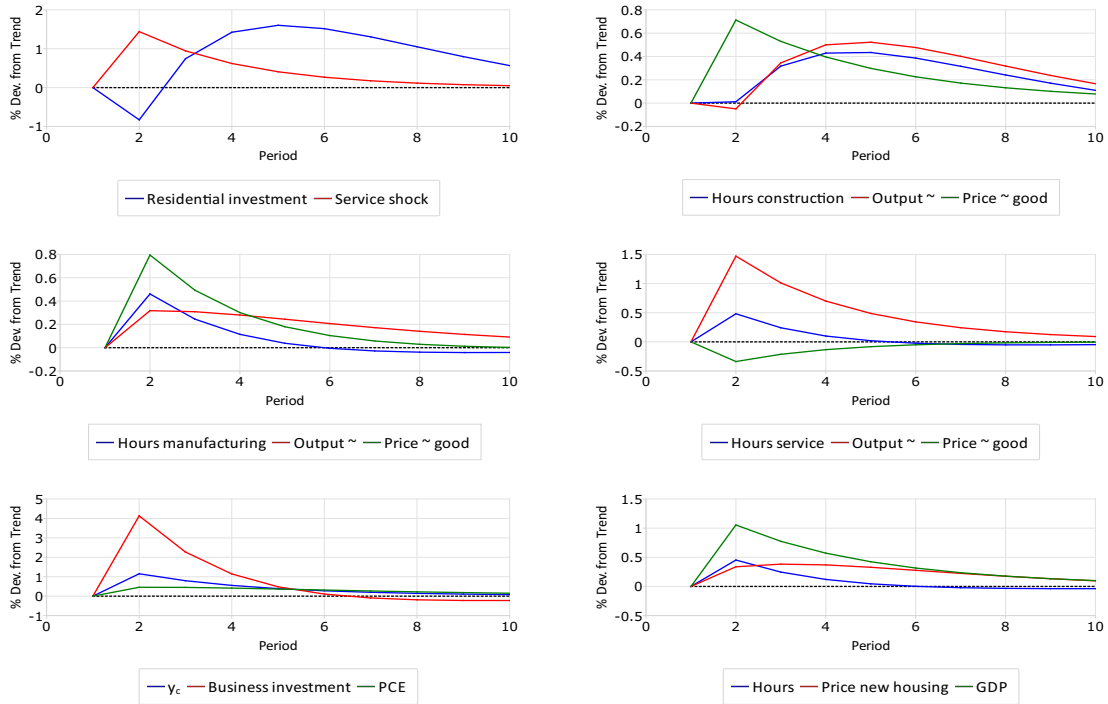 % Dev. from Trend
2
1
0
-1
0 2 4 6 8 10
Period
Residential investment Service shock
% Dev. from Trend
0.8
0.6
0.4
0.2
0
-0.2
0 2 4 6 8 10
Period
Hours construction Output ~ Price ~ good
% Dev. from Trend
0.8
0.6
0.4
0.2
0
-0.2
0 2 4 6 8 10
Period
Hours manufacturing Output ~ Price ~ good
% Dev. from Trend
1.5
1
0.5
0
-0.5
0 2 4 6 8 10
Period
Hours service Output ~ Price ~ good
% Dev. from Trend
5
4
3
2
1
0
-1
0 2 4 6 8 10
Period
y_c Business investment PCE
% Dev. from Trend
1.5
1
0.5
0
-0.5
0 2 4 6 8 10
Period
Hours Price new housing GDP